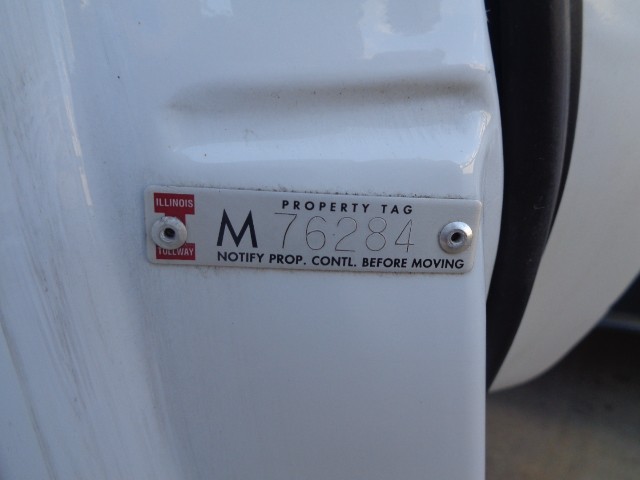 ILLINOIS
TOLLWAY
PROPERTY TAG
M 76284
NOTIFY PROP. CONTL. BEFORE MOVING